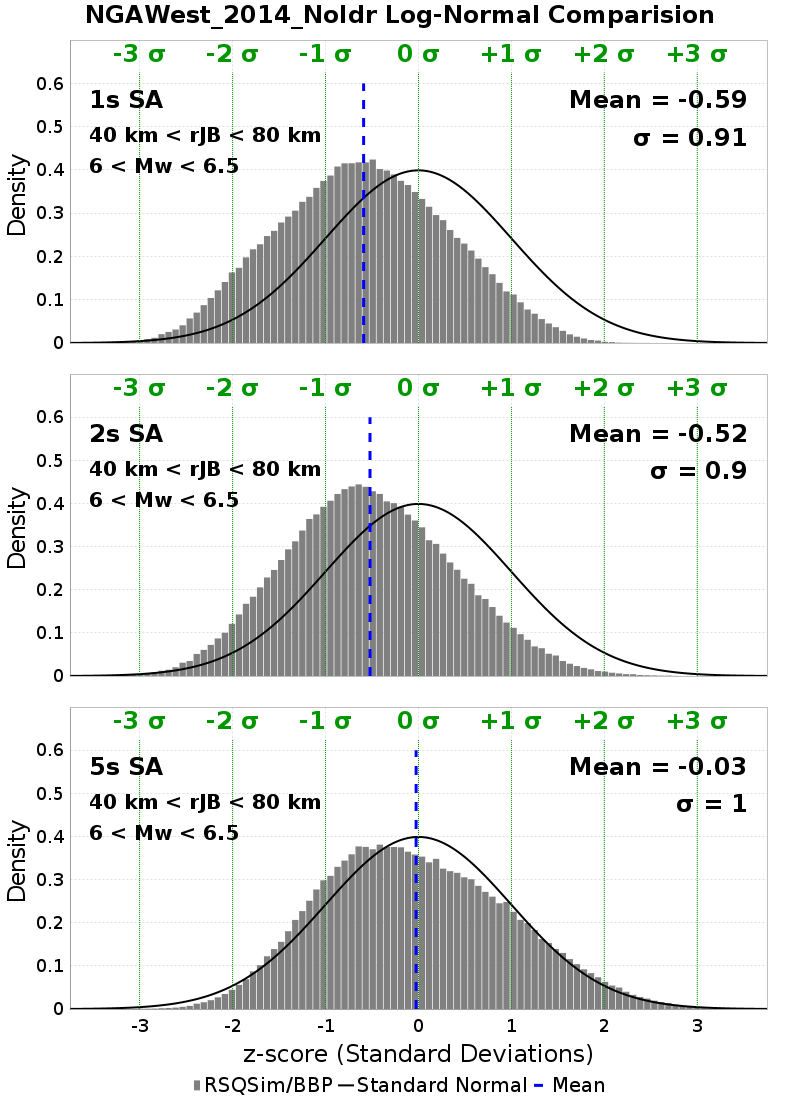 NGAWest_2014_NoIdr Log-Normal Comparision
-3 σ -2 σ -1 σ 0 σ +1 σ +2 σ +3 σ
1s SA
Mean = -0.59
40 km < rJB < 80 km
σ = 0.91
6 < Mw < 6.5
Density
0.6
0.5
0.4
0.3
0.2
0.1
0
-3 σ -2 σ -1 σ 0 σ +1 σ +2 σ +3 σ
2s SA
Mean = -0.52
40 km < rJB < 80 km
σ = 0.9
6 < Mw < 6.5
Density
0.6
0.5
0.4
0.3
0.2
0.1
0
-3 σ -2 σ -1 σ 0 σ +1 σ +2 σ +3 σ
5s SA
Mean = -0.03
40 km < rJB < 80 km
σ = 1
6 < Mw < 6.5
Density
0.6
0.5
0.4
0.3
0.2
0.1
0
-3 -2 -1 0 1 2 3
z-score (Standard Deviations)
RSQSim/BBP Standard Normal Mean